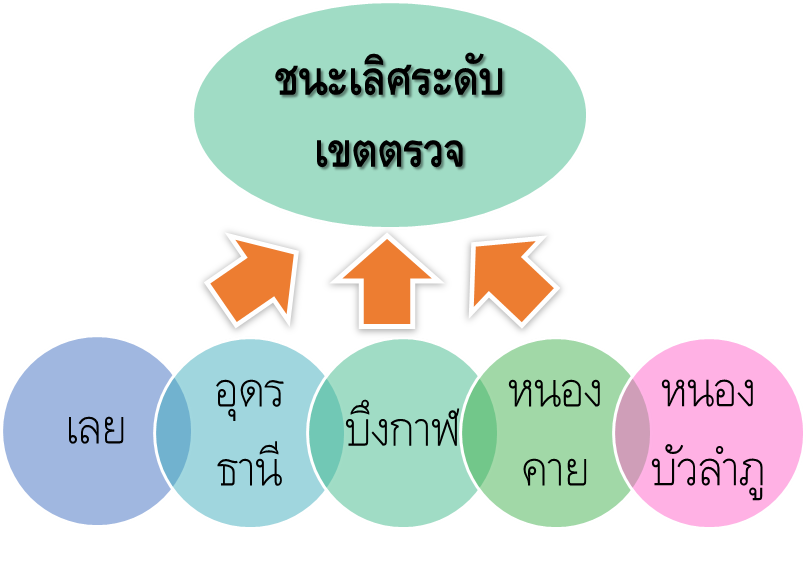 ชนะเลิศระดับ
เขตตรวจ
เลย
อุดร
ธานี
บึงกาฬ
หนอง
คาย
หนอง
บัวลำภู